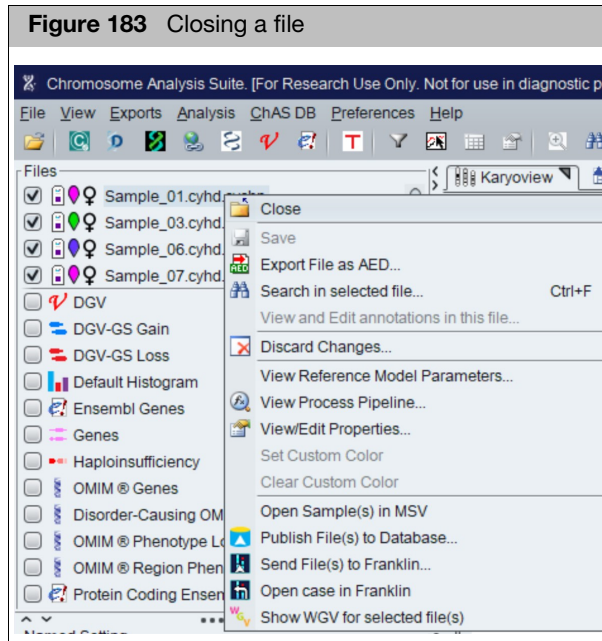 Figure 183 Closing a file
Chromosome Analysis Suite. [For Research Use Only. Not for use in diagnostic p
File View Exports Analysis ChAS DB Preferences Help
Files
Karyoview
Sample_01.cyhd.cychp
Sample_03.cyhd.
Sample_06.cyhd.
Sample_07.cyhd.
DGV
DGV-GS Gain
DGV-GS Loss
Default Histogram
Ensembl Genes
Genes
Haploinsufficiency
OMIM ® Genes
Disorder-Causing OM
OMIM ® Phenotype Lo
OMIM ® Region Phen
Protein Coding Ensem
Close
Save
Export File as AED...
Search in selected file... Ctrl+F
View and Edit annotations in this file...
Discard Changes...
View Reference Model Parameters...
View Process Pipeline...
View/Edit Properties...
Set Custom Color
Clear Custom Color
Open Sample(s) in MSV
Publish File(s) to Database...
Send File(s) to Franklin...
Open case in Franklin
Show WGV for selected file(s)
Named Setting